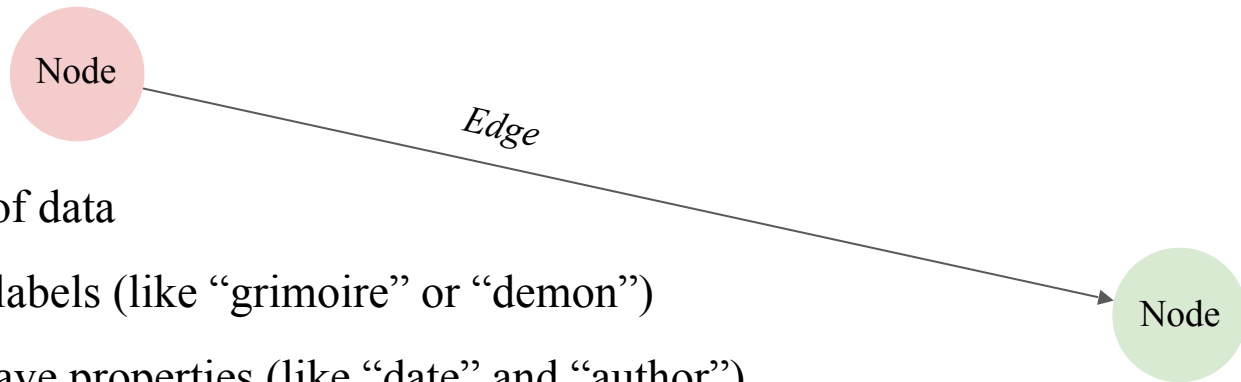 Node
Edge
of data
labels (like “grimoire” or “demon”)
Node
ave properties (like “date” and “author”)